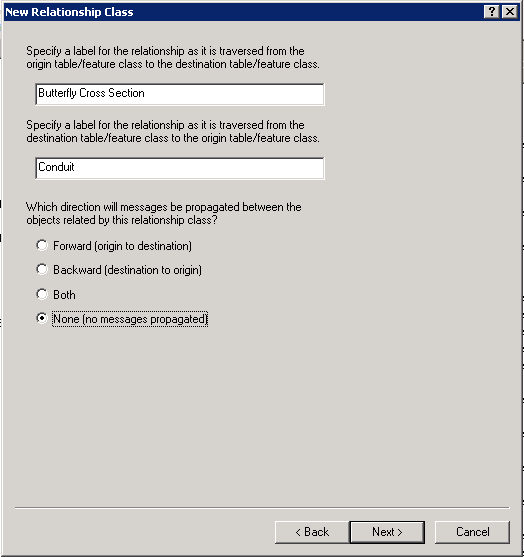 New Relationship Class
Specify a label for the relationship as it is traversed from the
origin table/feature class to the destination table/feature class.
Butterfly Cross Section
Specify a label for the relationship as it is traversed from the
destination table/feature class to the origin table/feature class.
Conduit
Which direction will messages be propagated between the
objects related by this relationship class?
Forward (origin to destination)
Backward (destination to origin)
Both
None (no messages propagated)
< Back Next > Cancel